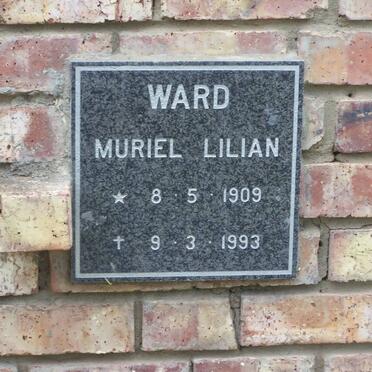 WARD
MURIEL LILIAN
★ 8 · 5 · 1909
† 9 · 3 · 1993